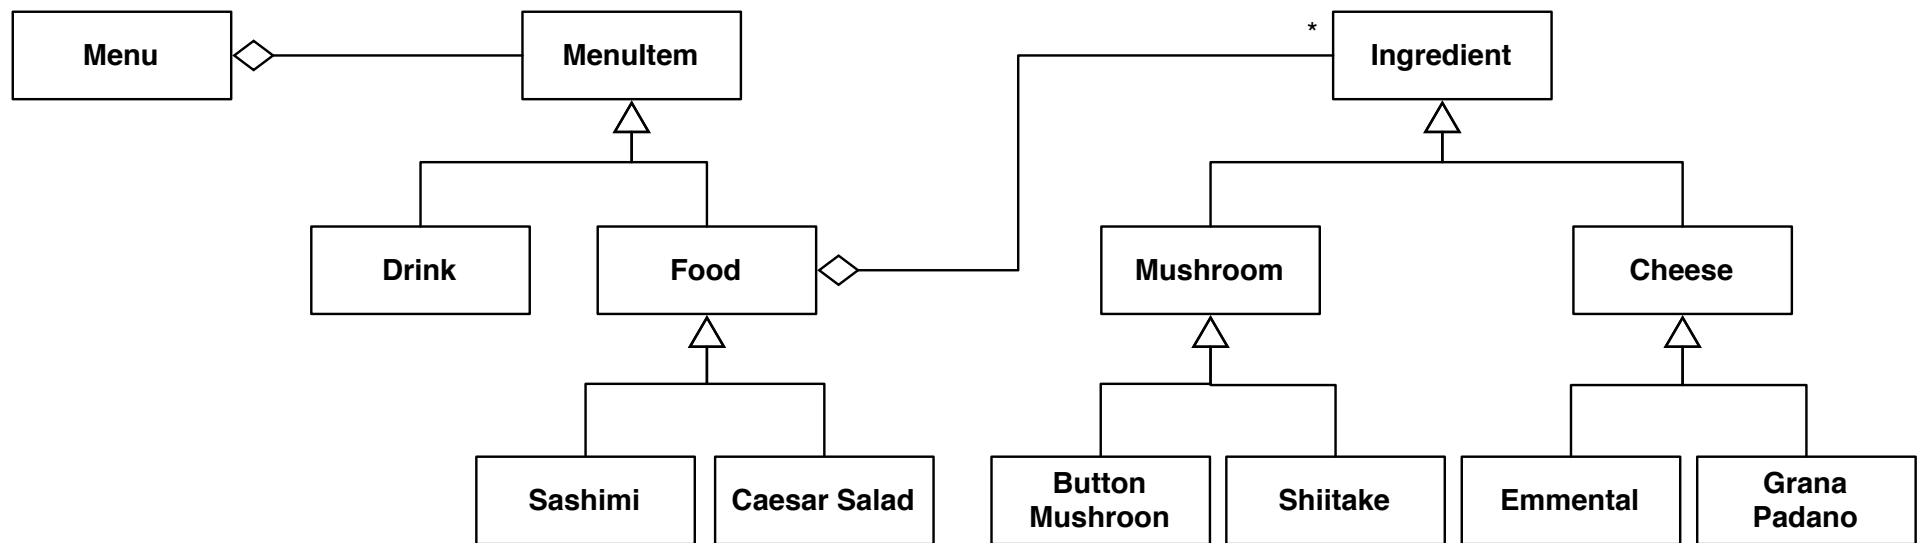 Menu
MenuItem
*
Ingredient
Drink
Food
Mushroom
Cheese
Sashimi
Caesar Salad
Button
Mushroon
Shiitake
Emmental
Grana
Padano